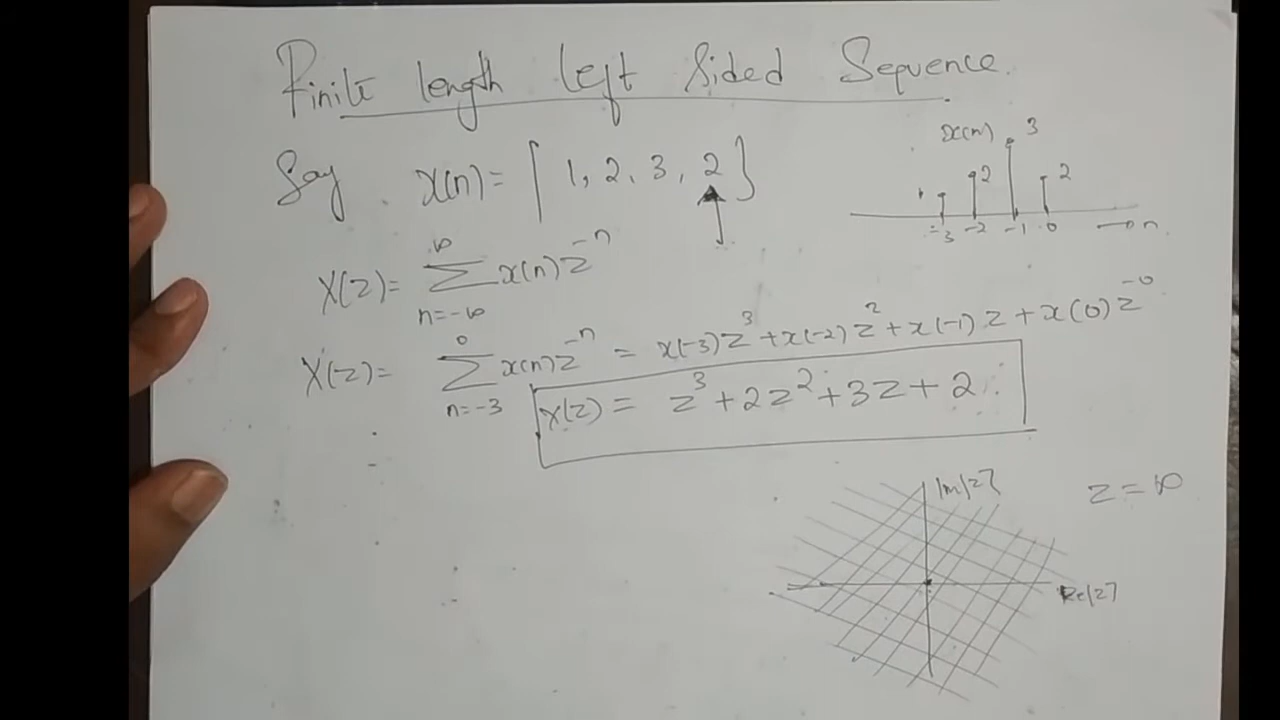 Finite length left Sided Sequence.
Say x(n) = [ 1, 2, 3, 2 }
x(n) 3
2 2
-3 -2 -1 0 → n
X(z) = ∑ x(n) z^-n
∞
n=-∞
X(z) = ∑ x(n) z^-n = x(-3) z^3 + x(-2) z^2 + x(-1) z + x(0) z^-0
0
n=-3
X(z) = z^3 + 2z^2 + 3z + 2
Im|z| z = ∞
Re|z|